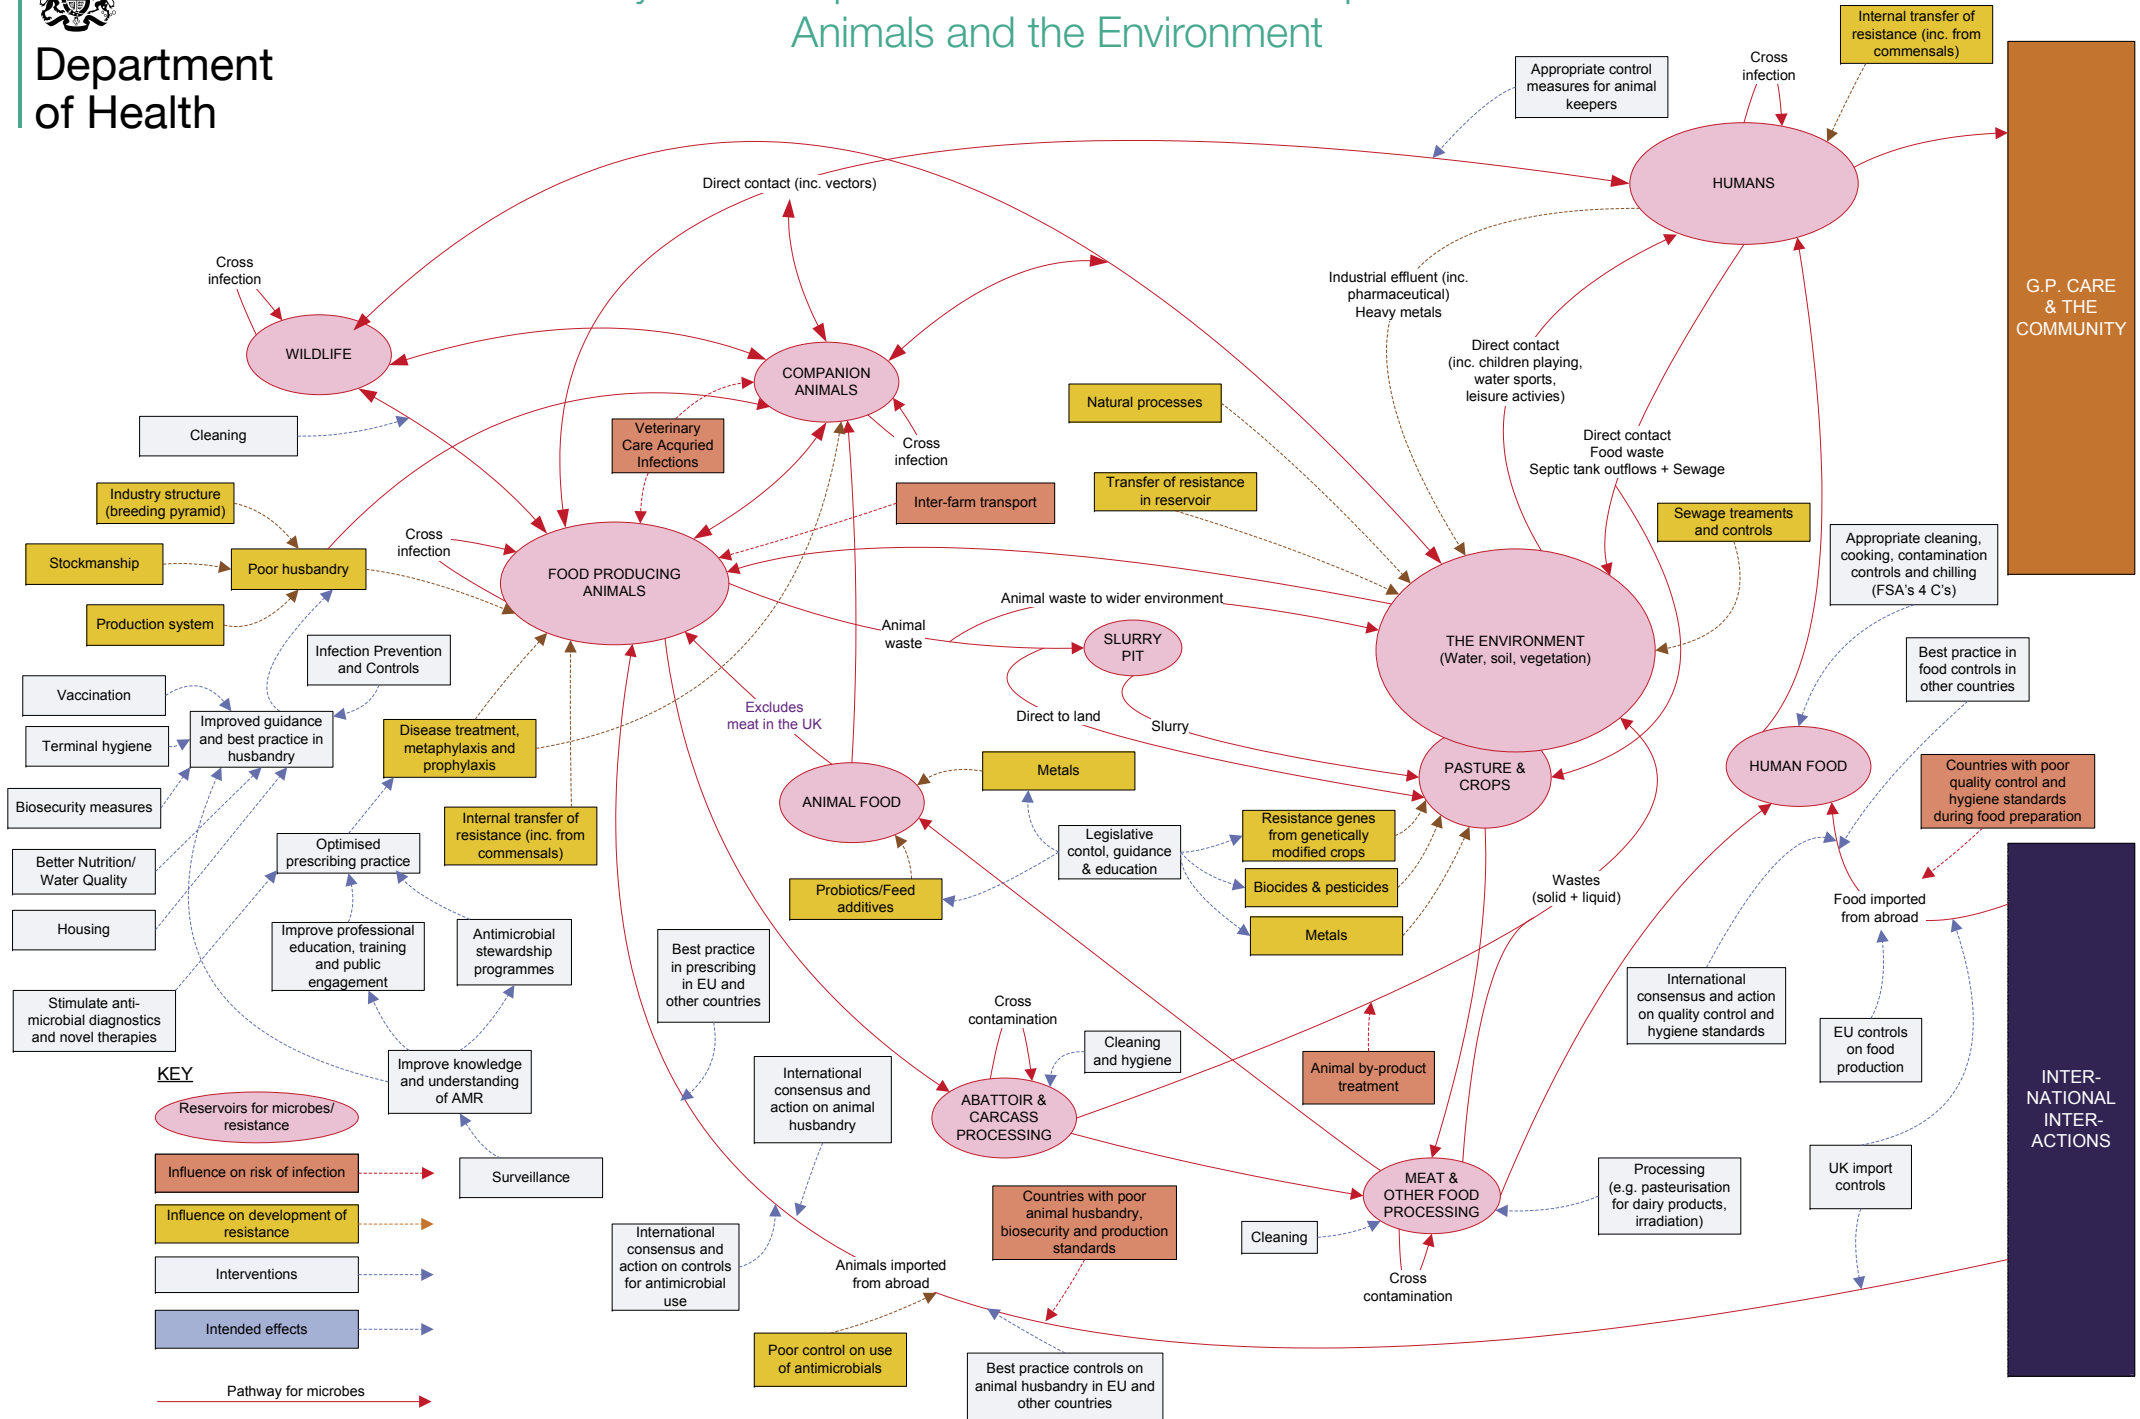 Department
of Health
Animals and the Environment
Internal transfer of
resistance (inc. from
commensals)
Cross
infection
Appropriate control
measures for animal
keepers
HUMANS
G.P. CARE
& THE
COMMUNITY
Direct contact (inc. vectors)
Cross
infection
WILDLIFE
COMPANION
ANIMALS
Cross
infection
Industrial effluent (inc.
pharmaceutical)
Heavy metals
Direct contact
(inc. children playing,
water sports,
leisure activies)
Direct contact
Food waste
Septic tank outflows + Sewage
Cleaning
Veterinary
Care Acquried
Infections
Natural processes
Transfer of resistance
in reservoir
Inter-farm transport
Sewage treaments
and controls
Industry structure
(breeding pyramid)
Stockmanship
Poor husbandry
Production system
Cross
infection
FOOD PRODUCING
ANIMALS
Appropriate cleaning,
cooking, contamination
controls and chilling
(FSA's 4 C's)
Animal waste to wider environment
Animal
waste
SLURRY
PIT
THE ENVIRONMENT
(Water, soil, vegetation)
Best practice in
food controls in
other countries
Infection Prevention
and Controls
Vaccination
Terminal hygiene
Improved guidance
and best practice in
husbandry
Biosecurity measures
Better Nutrition/
Water Quality
Housing
Stimulate anti-
microbial diagnostics
and novel therapies
Disease treatment,
metaphylaxis and
prophylaxis
Internal transfer of
resistance (inc. from
commensals)
Optimised
prescribing practice
Improve professional
education, training
and public
engagement
Antimicrobial
stewardship
programmes
Improve knowledge
and understanding
of AMR
Surveillance
Excludes
meat in the UK
Direct to land
Slurry
ANIMAL FOOD
Metals
Legislative
contol, guidance
& education
Probiotics/Feed
additives
PASTURE &
CROPS
Resistance genes
from genetically
modified crops
Biocides & pesticides
Metals
HUMAN FOOD
Countries with poor
quality control and
hygiene standards
during food preparation
Wastes
(solid + liquid)
Food imported
from abroad
International
consensus and action
on quality control and
hygiene standards
EU controls
on food
production
UK import
controls
INTER-
NATIONAL
INTER-
ACTIONS
Best practice
in prescribing
in EU and
other countries
Cross
contamination
Cleaning
and hygiene
ABATTOIR &
CARCASS
PROCESSING
Animal by-product
treatment
International
consensus and
action on animal
husbandry
International
consensus and
action on controls
for antimicrobial
use
Countries with poor
animal husbandry,
biosecurity and production
standards
MEAT &
OTHER FOOD
PROCESSING
Processing
(e.g. pasteurisation
for dairy products,
irradiation)
Cleaning
Cross
contamination
Animals imported
from abroad
Poor control on use
of antimicrobials
Best practice controls on
animal husbandry in EU and
other countries
KEY
Reservoirs for microbes/
resistance
Influence on risk of infection
Influence on development of
resistance
Interventions
Intended effects
Pathway for microbes